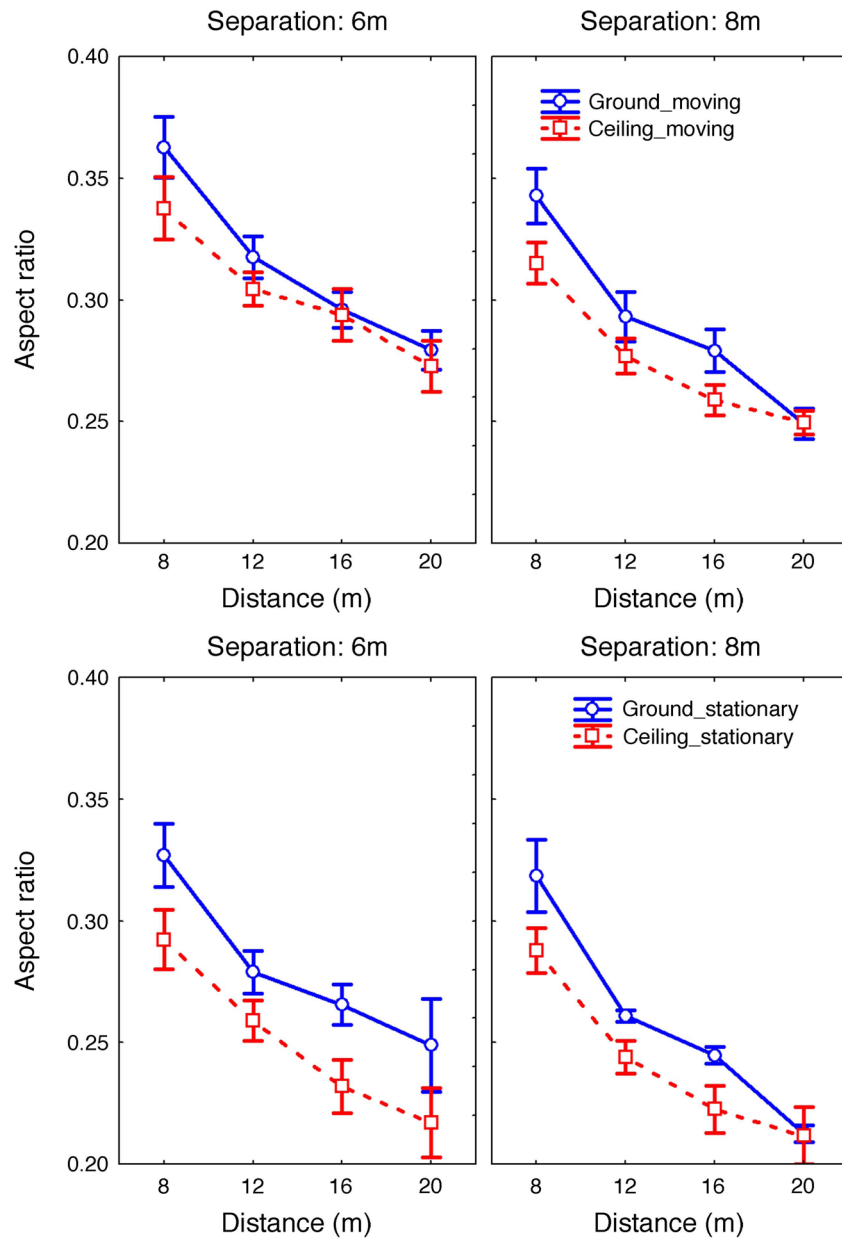 Separation: 6m
Separation: 8m
0.40
0.35
0.30
0.25
0.20
Aspect ratio
Ground_moving
Ceiling_moving
8 12 16 20
8 12 16 20
Distance (m)
Distance (m)
Separation: 6m
Separation: 8m
0.40
0.35
0.30
0.25
0.20
Aspect ratio
Ground_stationary
Ceiling_stationary
8 12 16 20
8 12 16 20
Distance (m)
Distance (m)